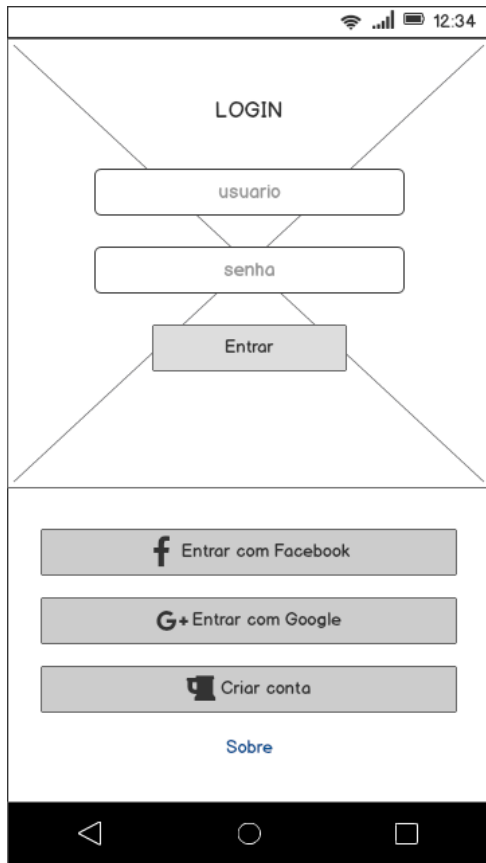 12:34
LOGIN
usuario
senha
Entrar
f Entrar com Facebook
G+ Entrar com Google
Criar conta
Sobre